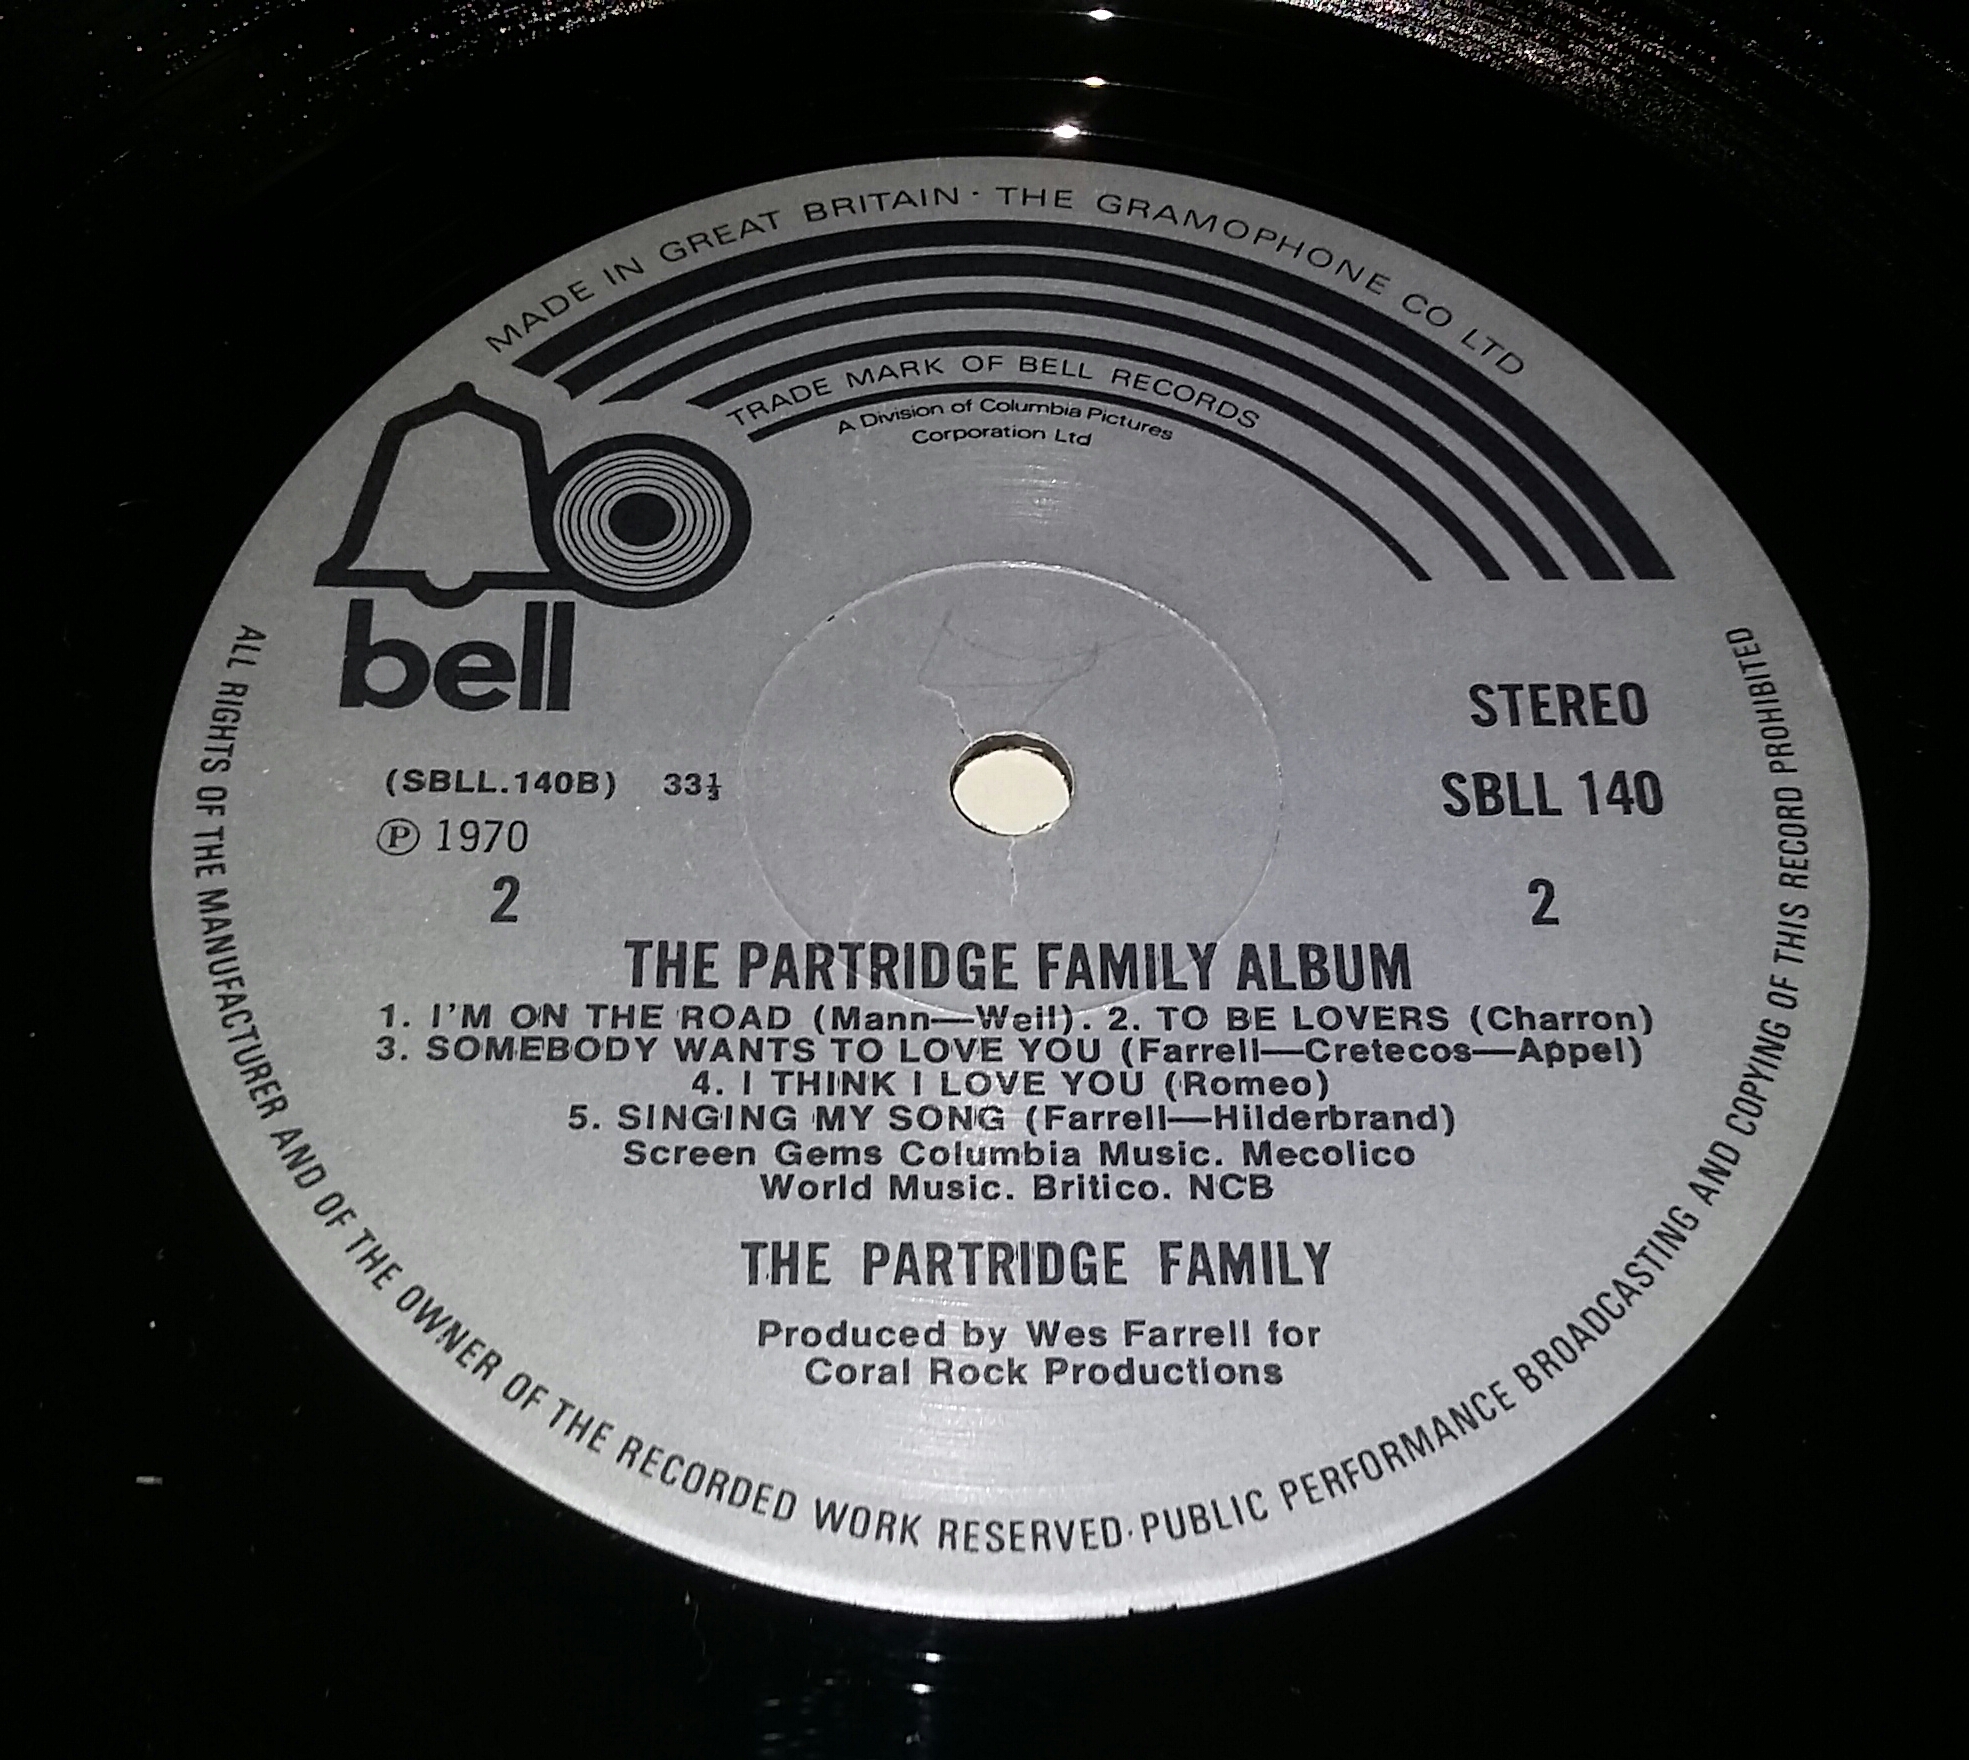 MADE IN GREAT BRITAIN · THE GRAMOPHONE CO LTD
TRADE MARK OF BELL RECORDS
A Division of Columbia Pictures
Corporation Ltd
bell
STEREO
(SBLL.140B) 33⅓
SBLL 140
℗ 1970
2
2
THE PARTRIDGE FAMILY ALBUM
1. I'M ON THE ROAD (Mann—Weil). 2. TO BE LOVERS (Charron)
3. SOMEBODY WANTS TO LOVE YOU (Farrell—Cretecos—Appel)
4. I THINK I LOVE YOU (Romeo)
5. SINGING MY SONG (Farrell—Hilderbrand)
Screen Gems Columbia Music. Mecolico
World Music. Britico. NCB
THE PARTRIDGE FAMILY
Produced by Wes Farrell for
Coral Rock Productions
ALL RIGHTS OF THE MANUFACTURER AND OF THE OWNER OF THE RECORDED WORK RESERVED · PUBLIC PERFORMANCE BROADCASTING AND COPYING OF THIS RECORD PROHIBITED